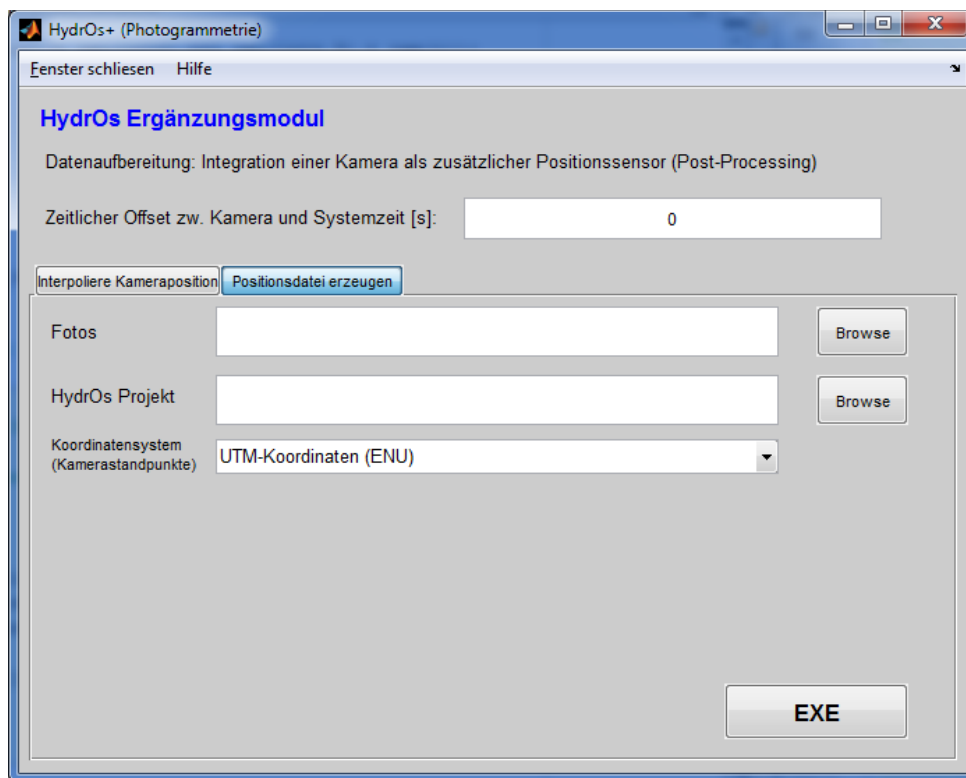 HydrOs+ (Photogrammetrie)
Fenster schliesen Hilfe
HydrOs Ergänzungsmodul
Datenaufbereitung: Integration einer Kamera als zusätzlicher Positionssensor (Post-Processing)
Zeitlicher Offset zw. Kamera und Systemzeit [s]: 0
Interpoliere Kameraposition Positionsdatei erzeugen
Fotos Browse
HydrOs Projekt Browse
Koordinatensystem
(Kamerastandpunkte) UTM-Koordinaten (ENU)
EXE